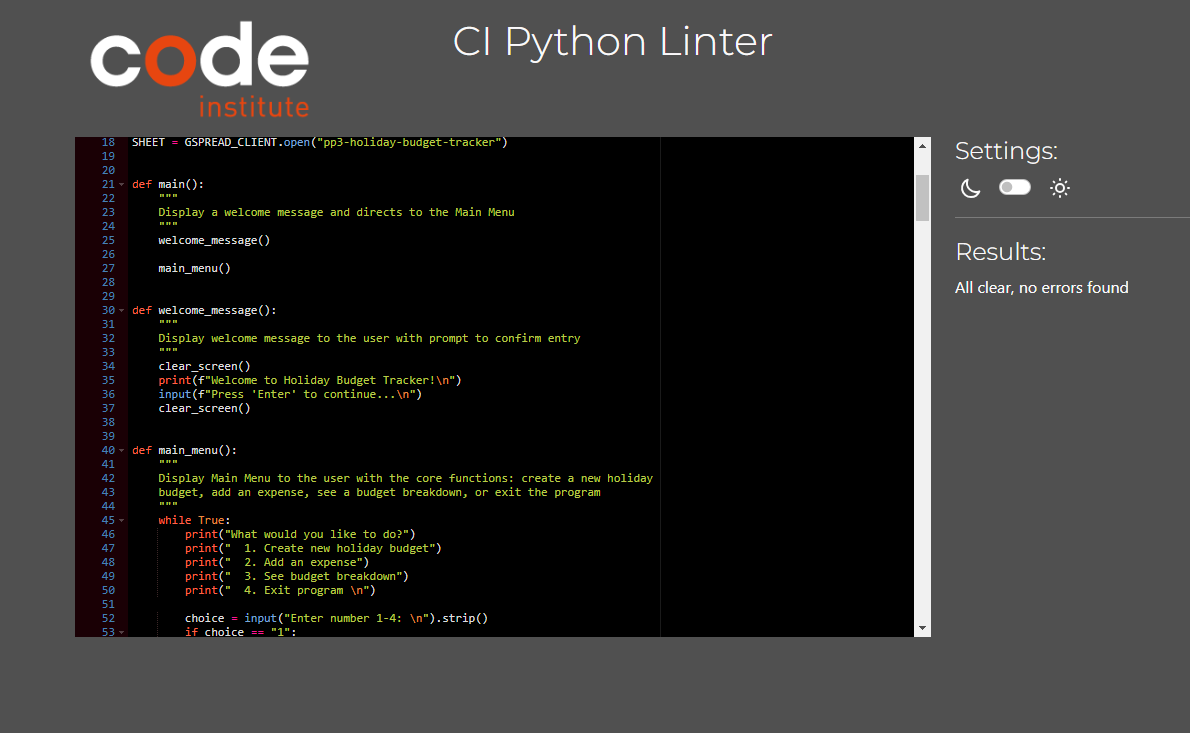 code
institute
CI Python Linter
18 SHEET = GSPREAD_CLIENT.open("pp3-holiday-budget-tracker")
19
20
21 def main():
22     """
23     Display a welcome message and directs to the Main Menu
24     """
25     welcome_message()
26
27     main_menu()
28
29
30 def welcome_message():
31     """
32     Display welcome message to the user with prompt to confirm entry
33     """
34     clear_screen()
35     print(f"Welcome to Holiday Budget Tracker!\n")
36     input(f"Press 'Enter' to continue...\n")
37     clear_screen()
38
39
40 def main_menu():
41     """
42     Display Main Menu to the user with the core functions: create a new holiday
43     budget, add an expense, see a budget breakdown, or exit the program
44     """
45     while True:
46         print("What would you like to do?")
47         print("  1. Create new holiday budget")
48         print("  2. Add an expense")
49         print("  3. See budget breakdown")
50         print("  4. Exit program \n")
51
52         choice = input("Enter number 1-4: \n").strip()
53         if choice == "1":
Settings:
Results:
All clear, no errors found